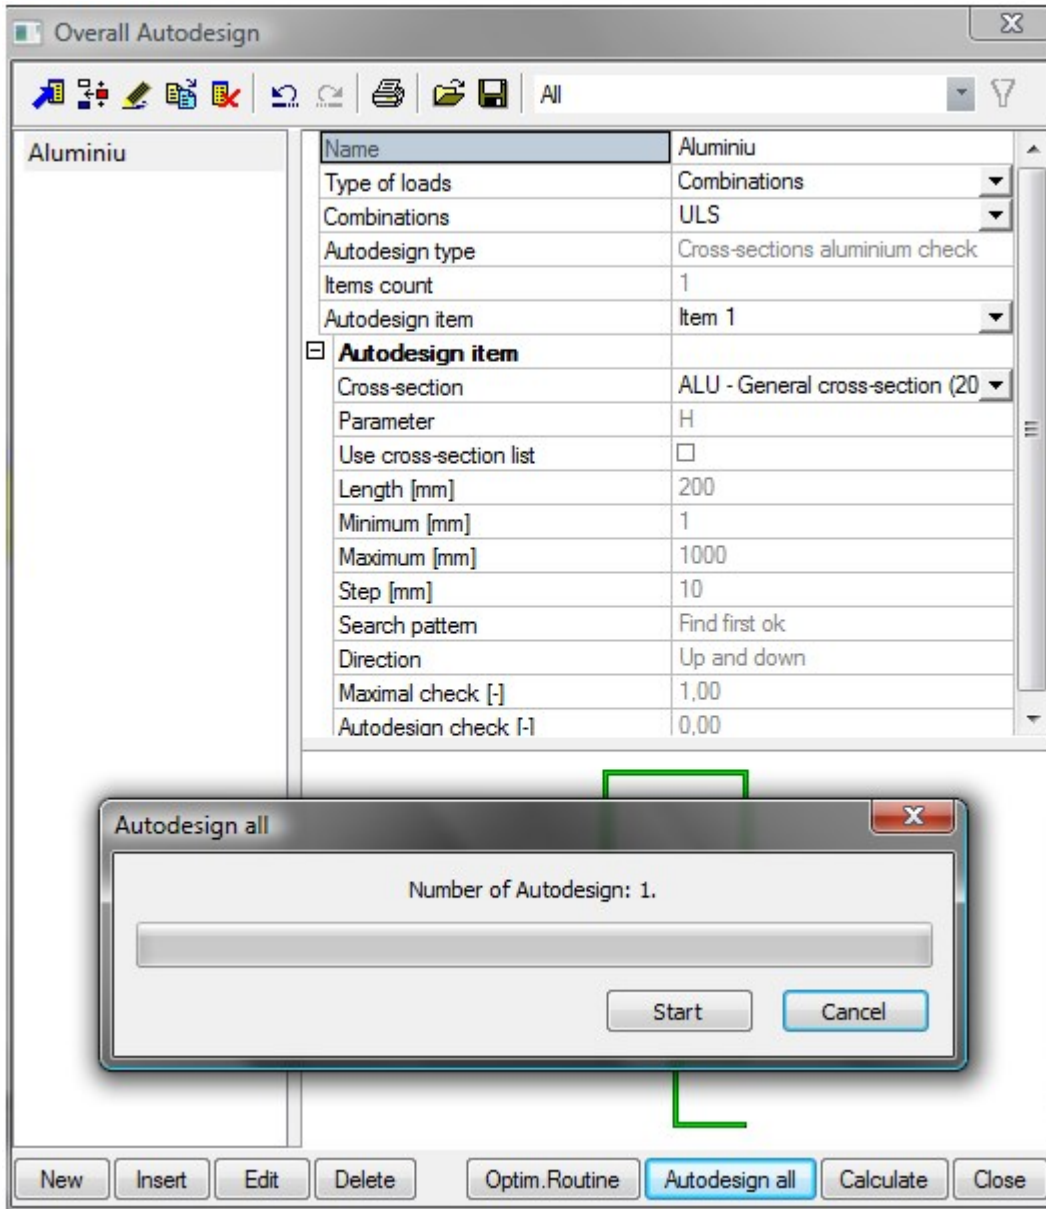 Overall Autodesign
All
Aluminiu
Name Aluminiu
Type of loads Combinations
Combinations ULS
Autodesign type Cross-sections aluminium check
Items count 1
Autodesign item Item 1
Autodesign item
Cross-section ALU - General cross-section (20
Parameter H
Use cross-section list
Length [mm] 200
Minimum [mm] 1
Maximum [mm] 1000
Step [mm] 10
Search pattern Find first ok
Direction Up and down
Maximal check [-] 1,00
Autodesign check [-] 0,00
Autodesign all
Number of Autodesign: 1.
Start Cancel
New Insert Edit Delete Optim.Routine Autodesign all Calculate Close